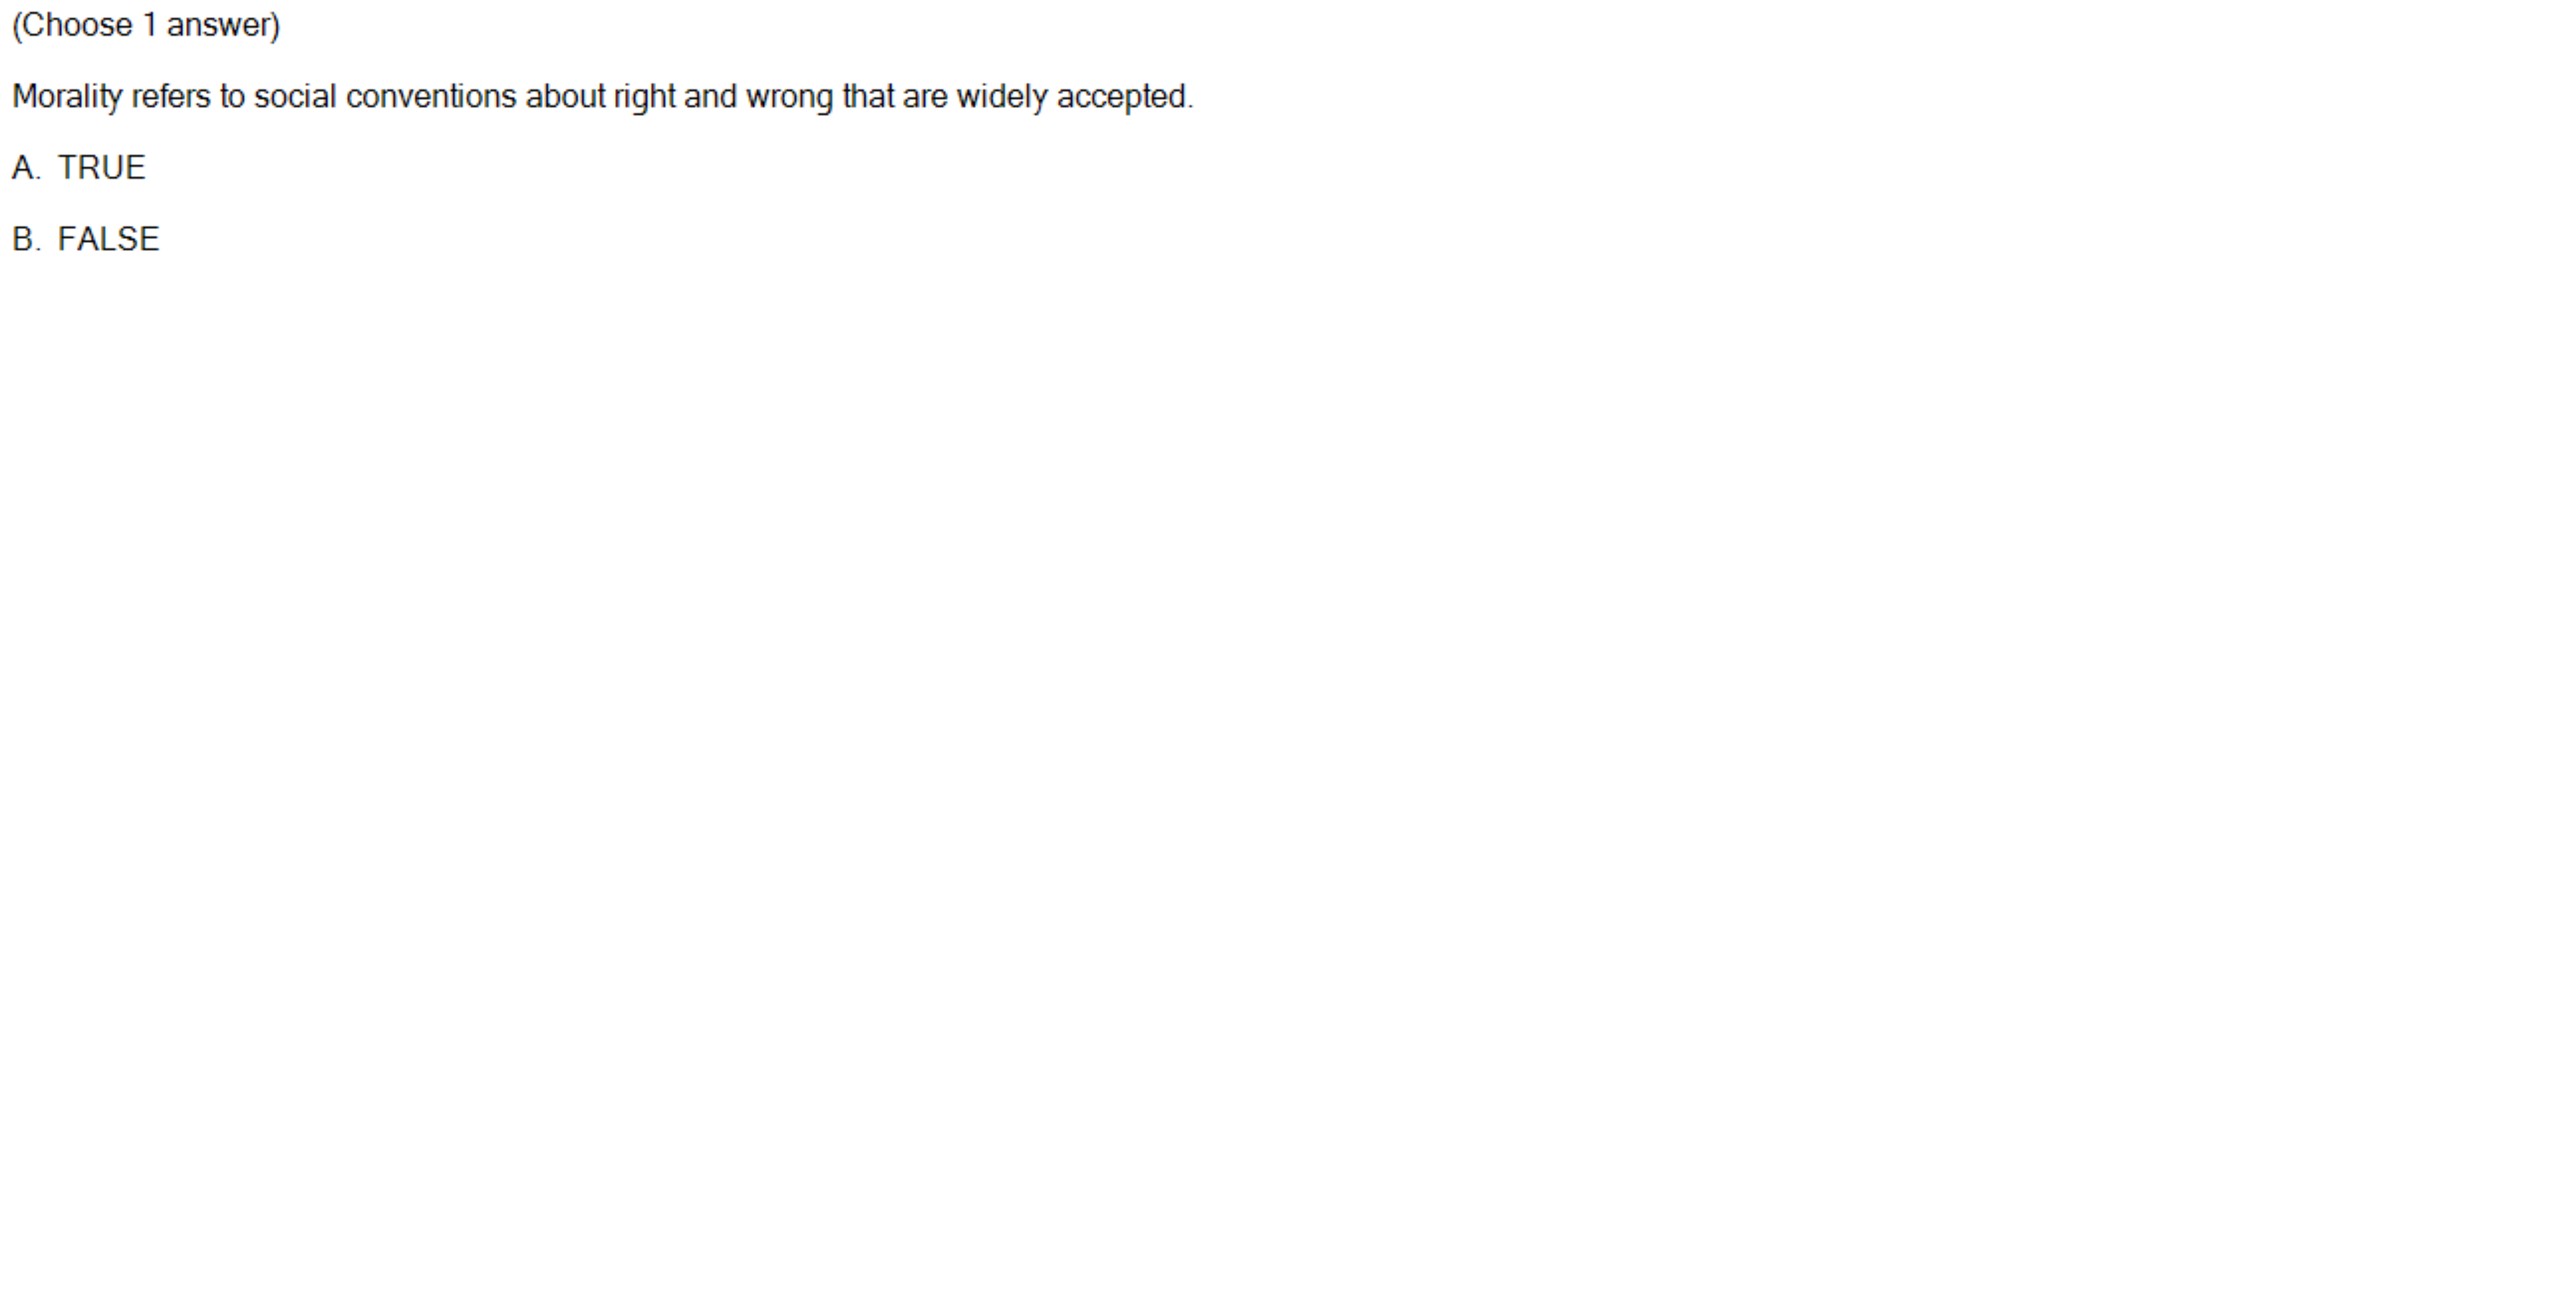 (Choose 1 answer)
Morality refers to social conventions about right and wrong that are widely accepted.
A. TRUE
B. FALSE